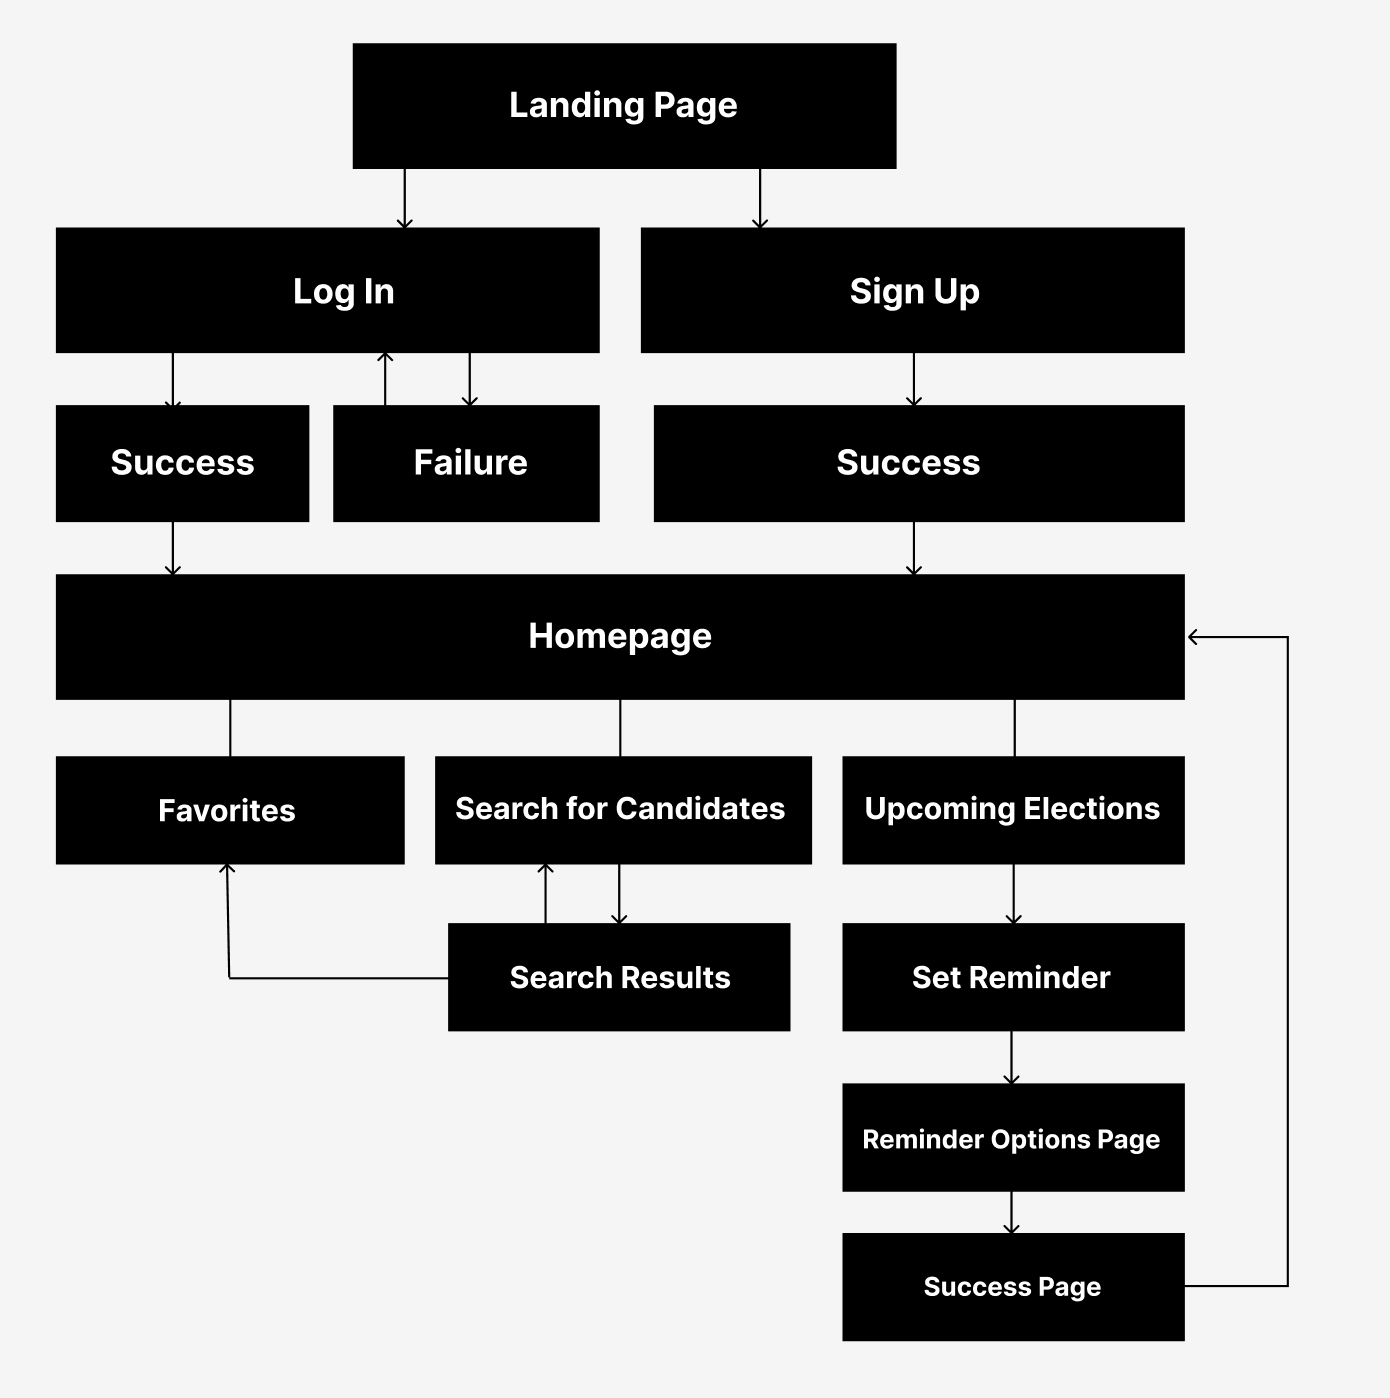 Landing Page
Log In
Sign Up
Success
Failure
Success
Homepage
Favorites
Search for Candidates
Upcoming Elections
Search Results
Set Reminder
Reminder Options Page
Success Page